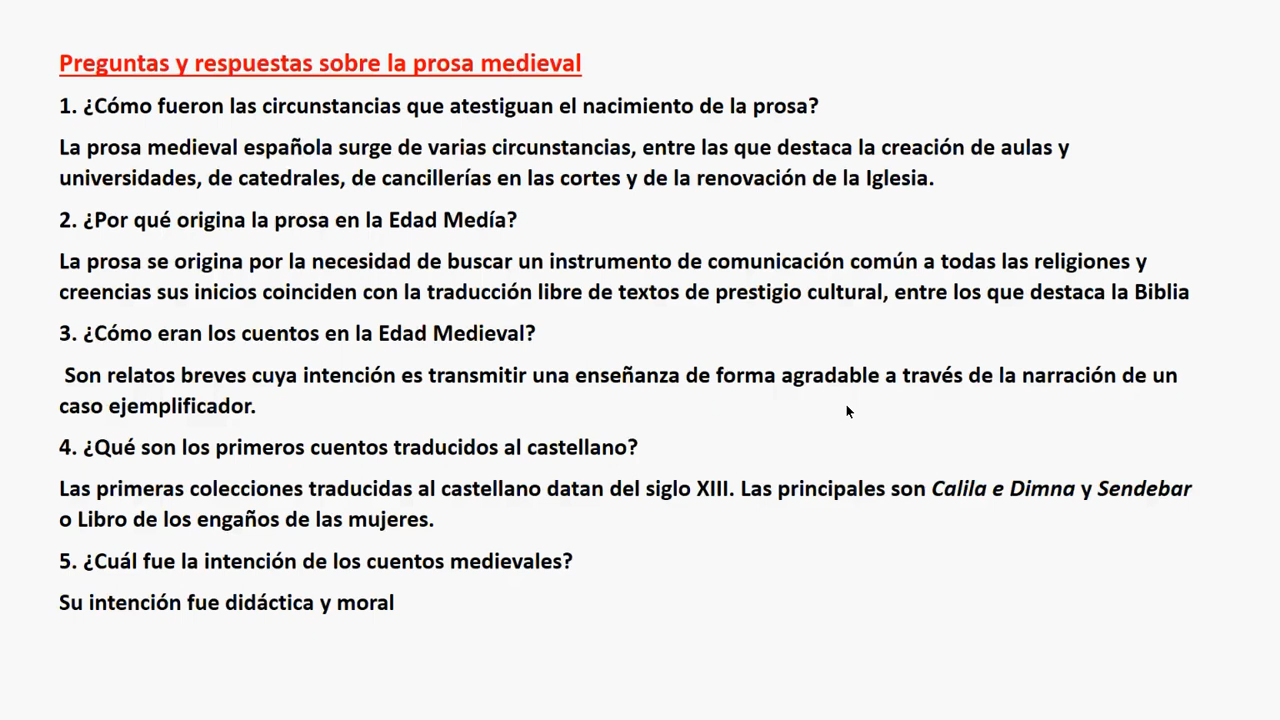 Preguntas y respuestas sobre la prosa medieval
1. ¿Cómo fueron las circunstancias que atestiguan el nacimiento de la prosa?
La prosa medieval española surge de varias circunstancias, entre las que destaca la creación de aulas y
universidades, de catedrales, de cancillerías en las cortes y de la renovación de la Iglesia.
2. ¿Por qué origina la prosa en la Edad Medía?
La prosa se origina por la necesidad de buscar un instrumento de comunicación común a todas las religiones y
creencias sus inicios coinciden con la traducción libre de textos de prestigio cultural, entre los que destaca la Biblia
3. ¿Cómo eran los cuentos en la Edad Medieval?
Son relatos breves cuya intención es transmitir una enseñanza de forma agradable a través de la narración de un
caso ejemplificador.
4. ¿Qué son los primeros cuentos traducidos al castellano?
Las primeras colecciones traducidas al castellano datan del siglo XIII. Las principales son Calila e Dimna y Sendebar
o Libro de los engaños de las mujeres.
5. ¿Cuál fue la intención de los cuentos medievales?
Su intención fue didáctica y moral